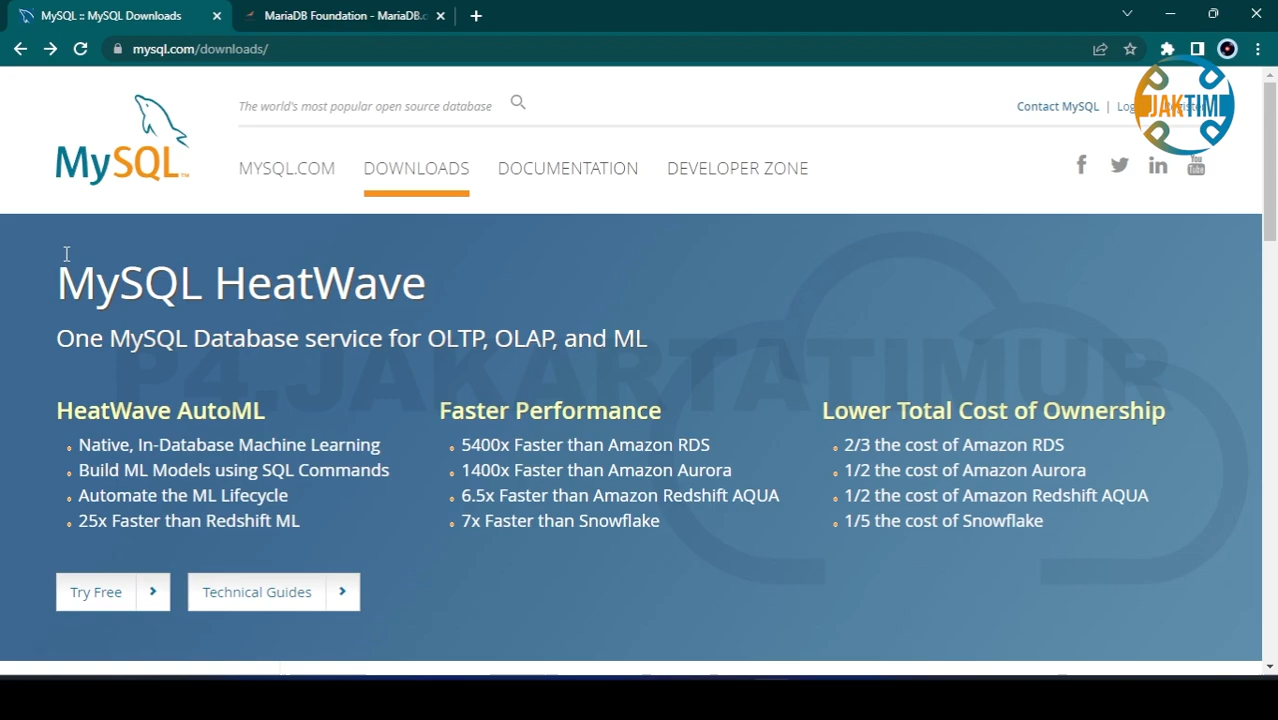 MySQL :: MySQL Downloads
MariaDB Foundation - MariaDB.
mysql.com/downloads/
MySQL™
The world's most popular open source database
Contact MySQL |
JAKTIM
MYSQL.COM
DOWNLOADS
DOCUMENTATION
DEVELOPER ZONE
You Tube
MySQL HeatWave
One MySQL Database service for OLTP, OLAP, and ML
P4.JAKARTATIMUR
HeatWave AutoML
Native, In-Database Machine Learning
Build ML Models using SQL Commands
Automate the ML Lifecycle
25x Faster than Redshift ML
Faster Performance
5400x Faster than Amazon RDS
1400x Faster than Amazon Aurora
6.5x Faster than Amazon Redshift AQUA
7x Faster than Snowflake
Lower Total Cost of Ownership
2/3 the cost of Amazon RDS
1/2 the cost of Amazon Aurora
1/2 the cost of Amazon Redshift AQUA
1/5 the cost of Snowflake
Try Free
Technical Guides